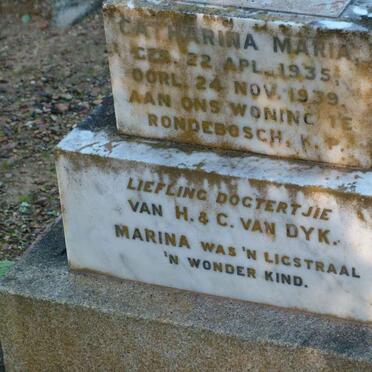 CATHARINA MARIA,
GEB. 22 APL. 1935.
OORL. 24 NOV. 1939.
AAN ONS WONING TE
RONDEBOSCH, K.P.
LIEFLING DOGTERTJIE
VAN H. & C. VAN DYK.
MARINA WAS 'N LIGSTRAAL
'N WONDER KIND.